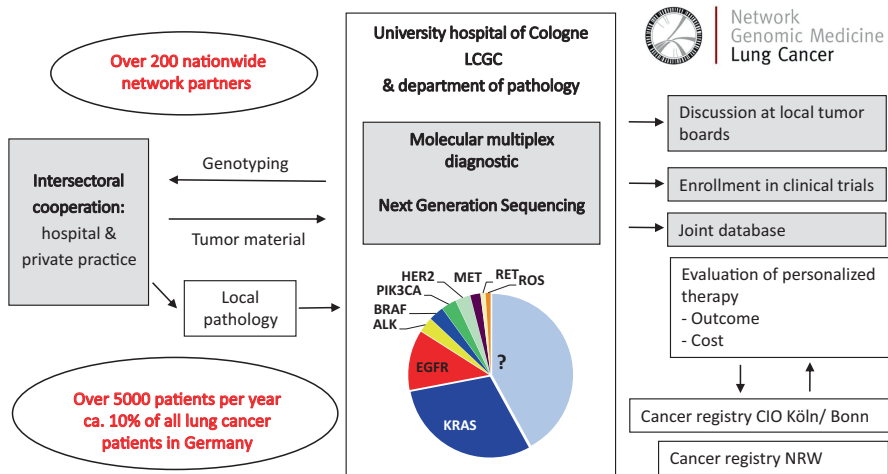 Over 200 nationwide
network partners
Intersectoral
cooperation:
hospital &
private practice
Genotyping
Tumor material
Local
pathology
Over 5000 patients per year
ca. 10% of all lung cancer
patients in Germany
University hospital of Cologne
LCGC
& department of pathology
Molecular multiplex
diagnostic
Next Generation Sequencing
HER2
MET
RET
ROS
PIK3CA
BRAF
ALK
EGFR
?
KRAS
Network
Genomic Medicine
Lung Cancer
Discussion at local tumor
boards
Enrollment in clinical trials
Joint database
Evaluation of personalized
therapy
- Outcome
- Cost
Cancer registry CIO Köln/ Bonn
Cancer registry NRW